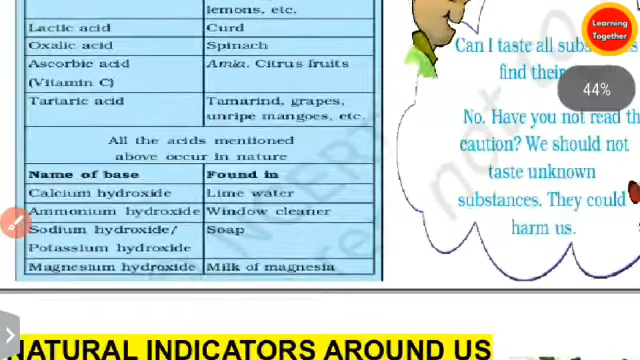 lemons, etc.
Lactic acid Curd
Oxalic acid Spinach
Ascorbic acid Amla, Citrus fruits
(Vitamin C)
Tartaric acid Tamarind, grapes,
unripe mangoes, etc.
All the acids mentioned
above occur in nature
Name of base Found in
Calcium hydroxide Lime water
Ammonium hydroxide Window cleaner
Sodium hydroxide/ Soap
Potassium hydroxide
Magnesium hydroxide Milk of magnesia
Learning
Together
Can I taste all
find their
44%
No. Have you not read th
caution? We should not
taste unknown
substances. They could
harm us.
NATURAL INDICATORS AROUND US